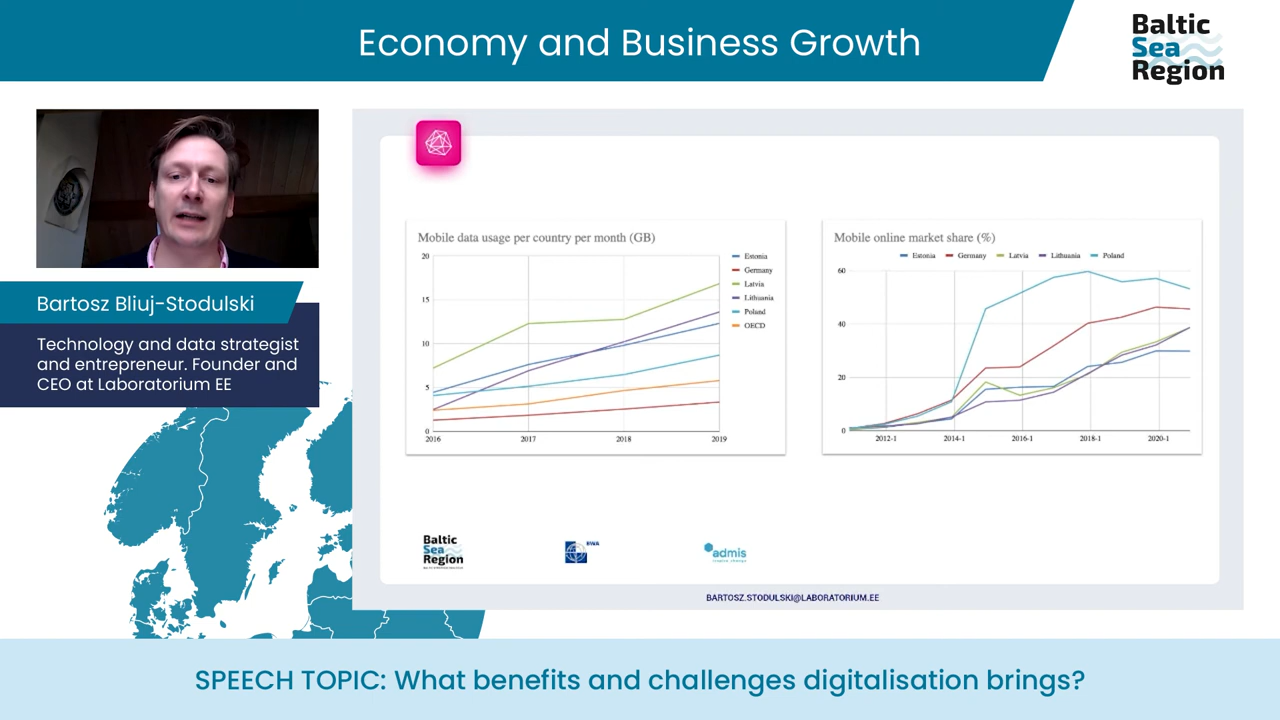 Economy and Business Growth
Baltic
Sea
Region
Bartosz Bliuj-Stodulski
Technology and data strategist
and entrepreneur. Founder and
CEO at Laboratorium EE
Mobile data usage per country per month (GB)
20
15
10
5
0
2016
2017
2018
2019
Estonia
Germany
Latvia
Lithuania
Poland
OECD
Mobile online market share (%)
Estonia
Germany
Latvia
Lithuania
Poland
60
40
20
0
2012-1
2014-1
2016-1
2018-1
2020-1
Baltic
Sea
Region
BWA
admis
BARTOSZ.STODULSKI@LABORATORIUM.EE
SPEECH TOPIC: What benefits and challenges digitalisation brings?